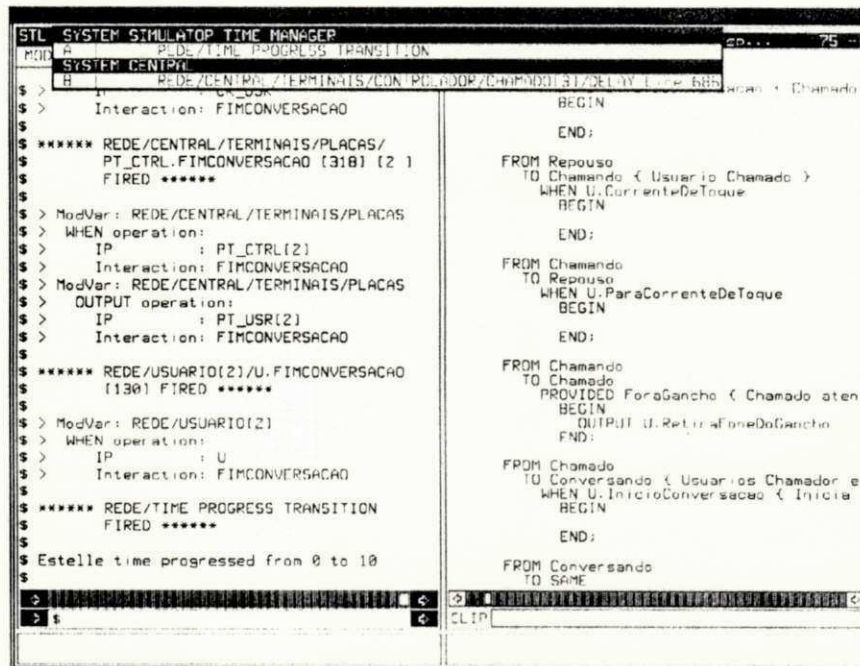 STL SYSTEM SIMULATOP TIME MANAGER
75
MOD A REDE/TIME PROGRESS TRANSITION
SYSTEM CENTRAL
B REDE/CENTRAL/TERMINAIS/CONTROLADOR/CHAMADO[3]/DELAY Line 686
$ > IP :
$ > Interaction: FIMCONVERSACAO
$
$ ****** REDE/CENTRAL/TERMINAIS/PLACAS/
$ PT_CTRL.FIMCONVERSACAO [318] [2 ]
$ FIRED ******
$
$ > ModVar: REDE/CENTRAL/TERMINAIS/PLACAS
$ > WHEN operation:
$ > IP : PT_CTRL[2]
$ > Interaction: FIMCONVERSACAO
$ > ModVar: REDE/CENTRAL/TERMINAIS/PLACAS
$ > OUTPUT operation:
$ > IP : PT_USR[2]
$ > Interaction: FIMCONVERSACAO
$
$ ****** REDE/USUARIO[2]/U.FIMCONVERSACAO
$ [130] FIRED ******
$
$ > ModVar: REDE/USUARIO[2]
$ > WHEN operation:
$ > IP : U
$ > Interaction: FIMCONVERSACAO
$
$ ****** REDE/TIME PROGRESS TRANSITION
$ FIRED ******
$
$ Estelle time progressed from 0 to 10
$
$
Chamado
BEGIN
END;
FROM Repouso
TO Chamando { Usuario Chamado }
WHEN U.CorrenteDeToque
BEGIN
END;
FROM Chamando
TO Repouso
WHEN U.ParaCorrenteDeToque
BEGIN
END;
FROM Chamando
TO Chamado
PROVIDED ForaGancho { Chamado aten
BEGIN
OUTPUT U.RetiraFoneDoGancho
END;
FROM Chamado
TO Conversando { Usuarios Chamador e
WHEN U.InicioConversacao { Inicia
BEGIN
END;
FROM Conversando
TO SAME
CLIP